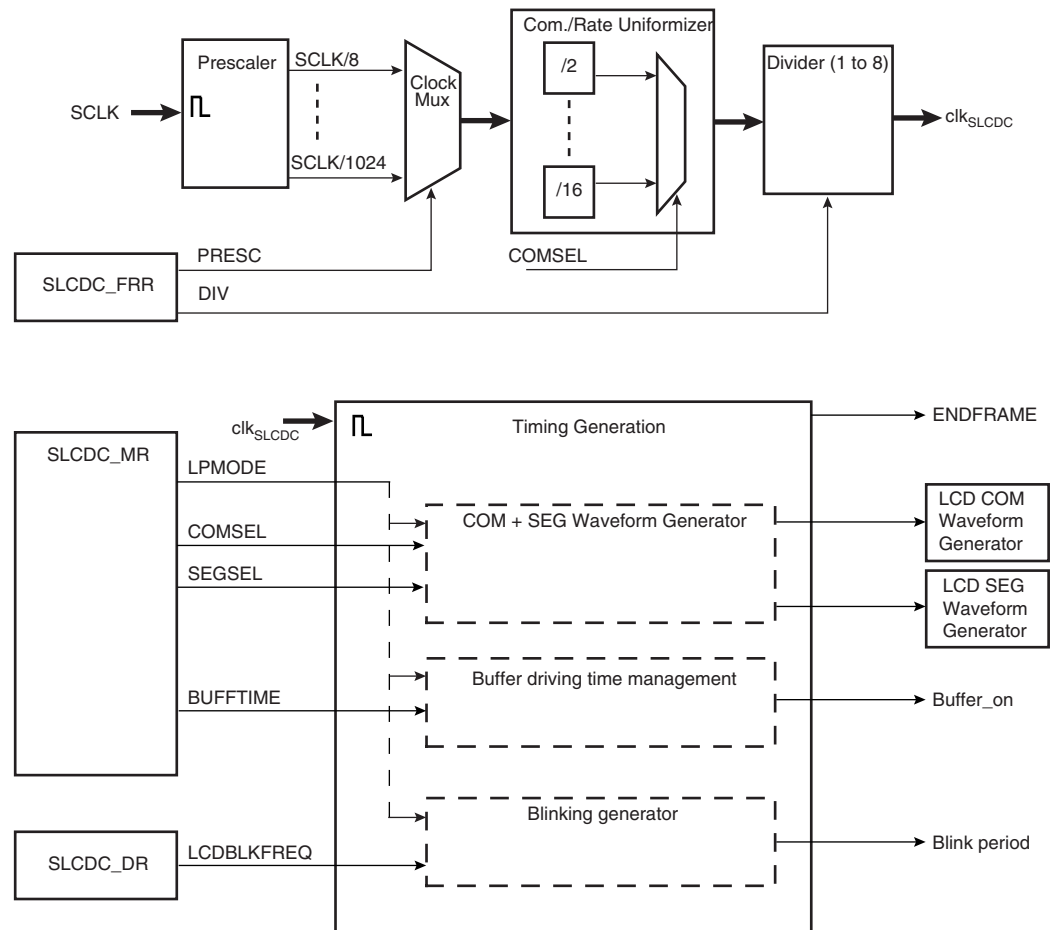 Com./Rate Uniformizer
Prescaler
SCLK/8
Clock
Mux
/2
Divider (1 to 8)
SCLK
clkSLCDC
SCLK/1024
/16
PRESC
COMSEL
SLCDC_FRR
DIV
clkSLCDC
Timing Generation
ENDFRAME
SLCDC_MR
LPMODE
COM + SEG Waveform Generator
LCD COM
Waveform
Generator
COMSEL
SEGSEL
LCD SEG
Waveform
Generator
Buffer driving time management
BUFFTIME
Buffer_on
Blinking generator
SLCDC_DR
LCDBLKFREQ
Blink period